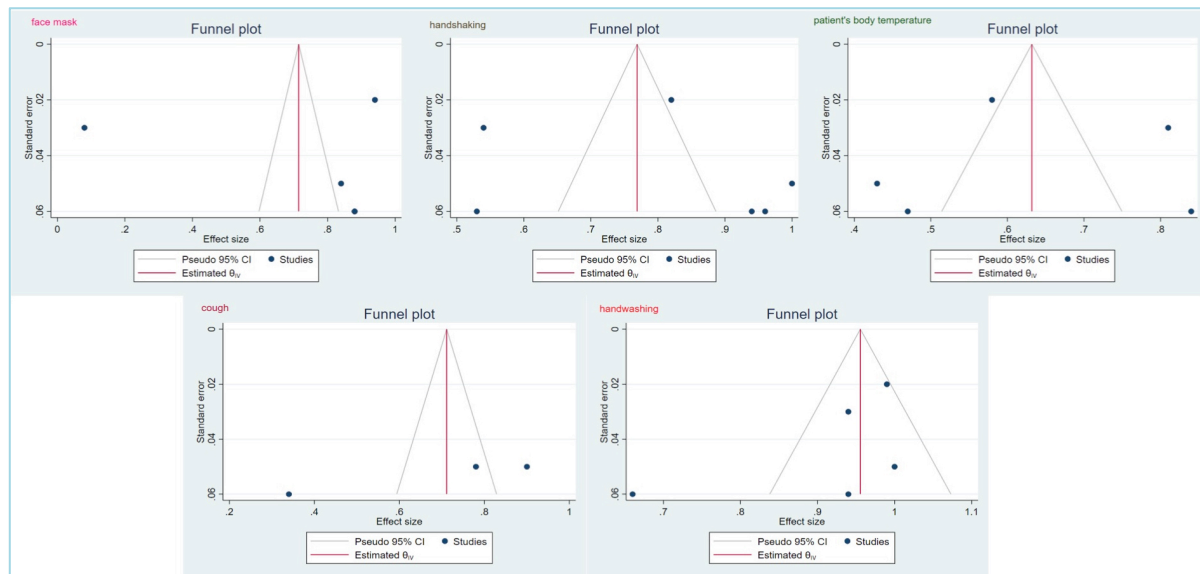 face mask
Funnel plot
Standard error
0
.02
.04
.06
0
.2
.4
.6
.8
1
Effect size
Pseudo 95% CI
Studies
Estimated θIV
handshaking
Funnel plot
Standard error
0
.02
.04
.06
.5
.6
.7
.8
.9
1
Effect size
Pseudo 95% CI
Studies
Estimated θIV
patient's body temperature
Funnel plot
Standard error
0
.02
.04
.06
.4
.5
.6
.7
.8
Effect size
Pseudo 95% CI
Studies
Estimated θIV
cough
Funnel plot
Standard error
0
.02
.04
.06
.2
.4
.6
.8
1
Effect size
Pseudo 95% CI
Studies
Estimated θIV
handwashing
Funnel plot
Standard error
0
.02
.04
.06
.7
.8
.9
1
1.1
Effect size
Pseudo 95% CI
Studies
Estimated θIV